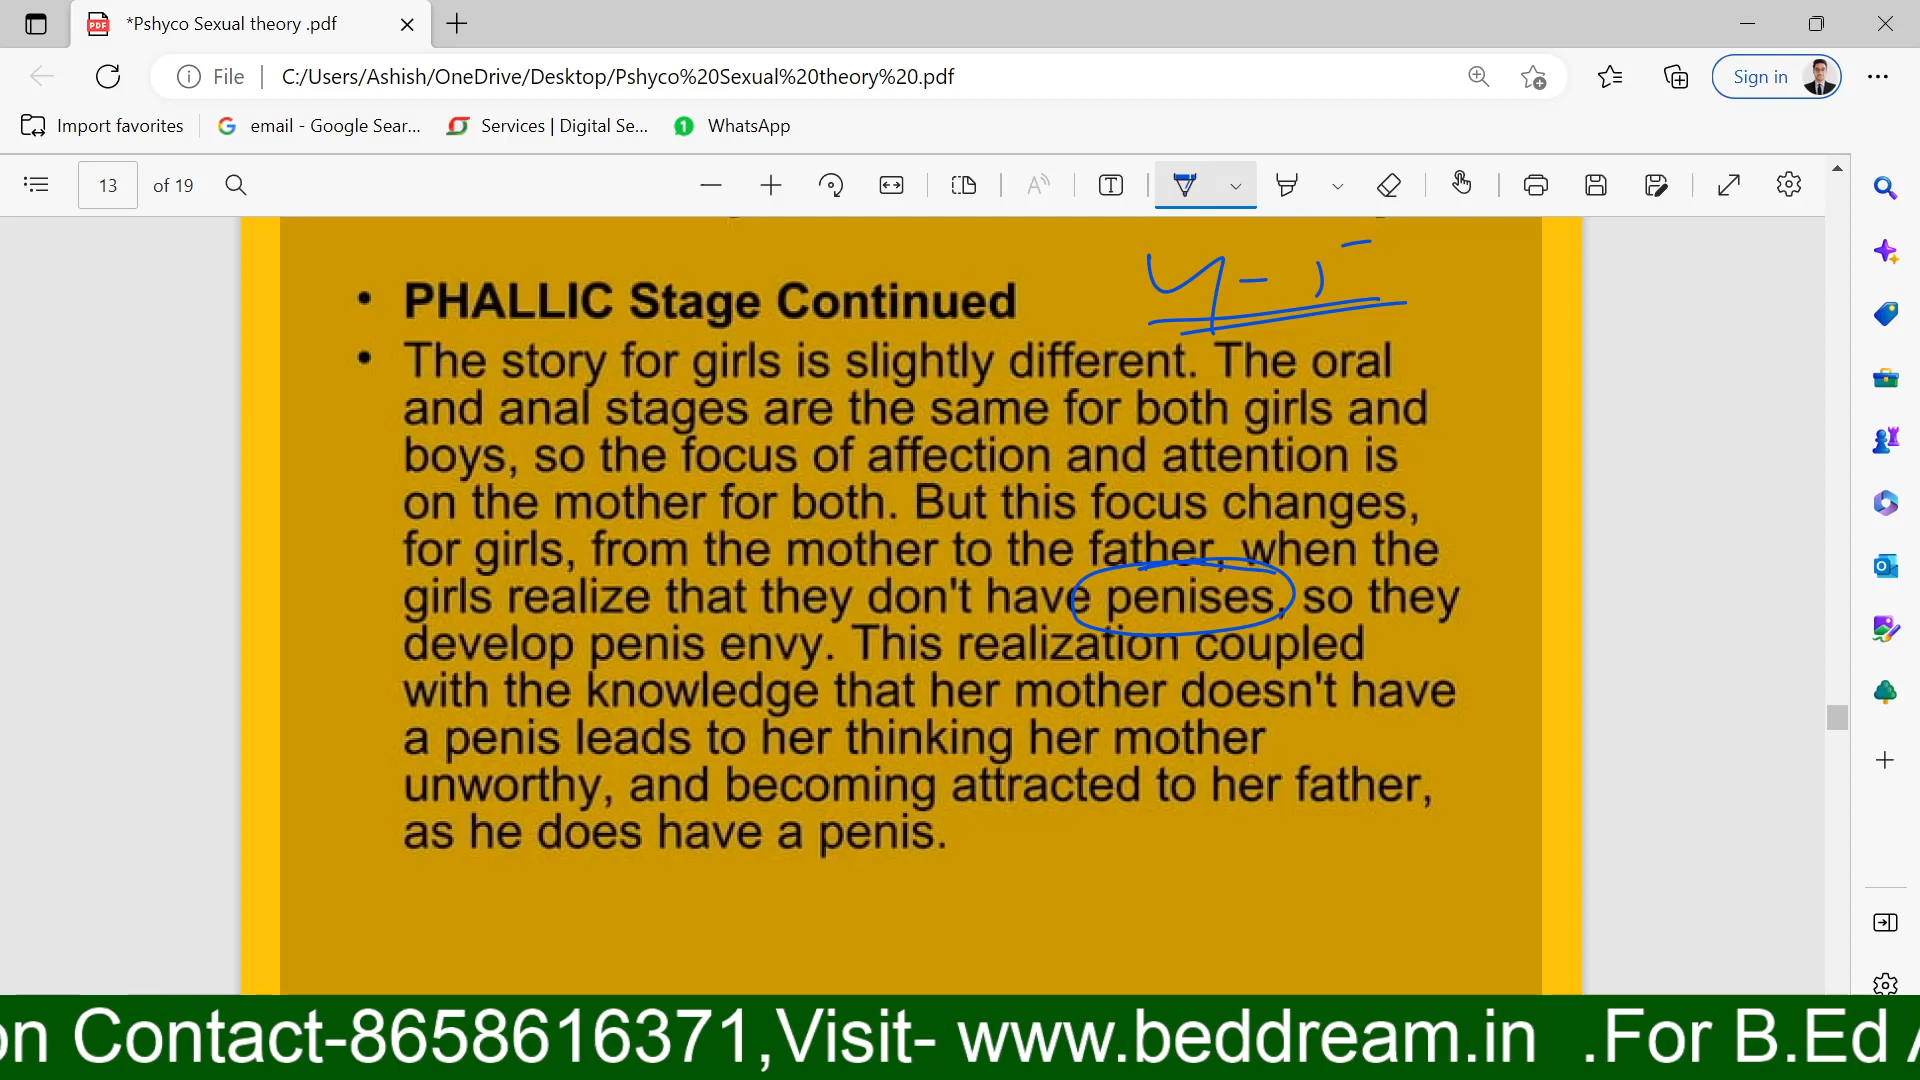 *Pshyco Sexual theory .pdf
File
C:/Users/Ashish/OneDrive/Desktop/Pshyco%20Sexual%20theory%20.pdf
Sign in
Import favorites
email - Google Sear...
Services | Digital Se...
WhatsApp
13 of 19
• PHALLIC Stage Continued
• The story for girls is slightly different. The oral
and anal stages are the same for both girls and
boys, so the focus of affection and attention is
on the mother for both. But this focus changes,
for girls, from the mother to the father, when the
girls realize that they don't have penises, so they
develop penis envy. This realization coupled
with the knowledge that her mother doesn't have
a penis leads to her thinking her mother
unworthy, and becoming attracted to her father,
as he does have a penis.
on Contact-8658616371,Visit- www.beddream.in .For B.Ed